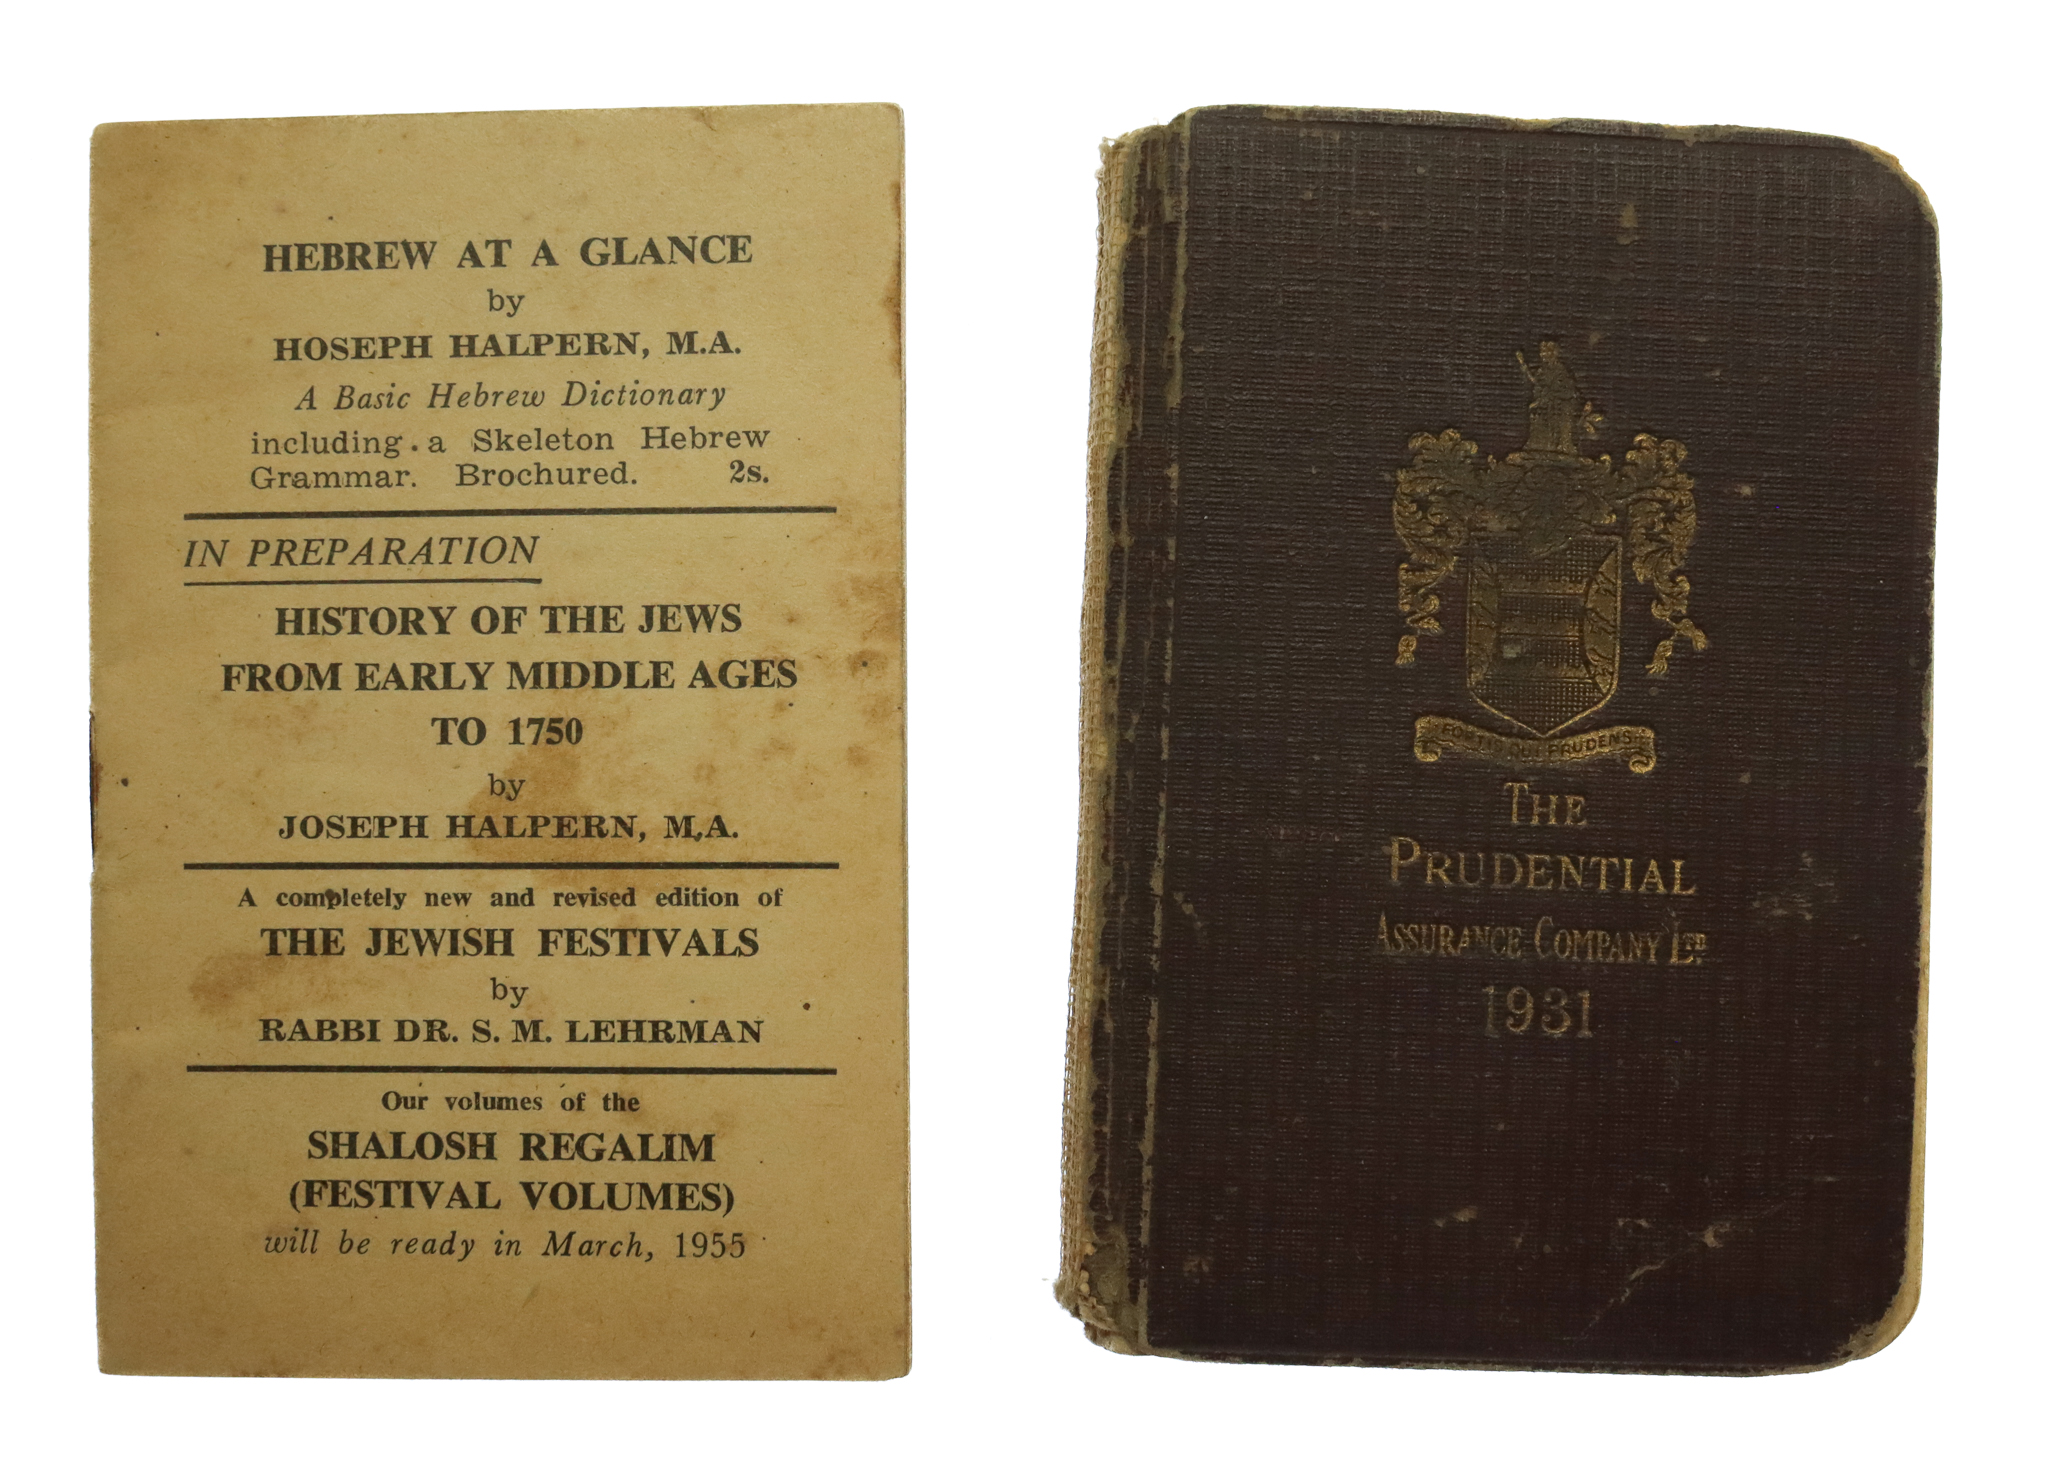 HEBREW AT A GLANCE
by
HOSEPH HALPERN, M.A.
A Basic Hebrew Dictionary
including a Skeleton Hebrew
Grammar. Brochured. 2s.
IN PREPARATION
HISTORY OF THE JEWS
FROM EARLY MIDDLE AGES
TO 1750
by
JOSEPH HALPERN, M.A.
A completely new and revised edition of
THE JEWISH FESTIVALS
by
RABBI DR. S. M. LEHRMAN
Our volumes of the
SHALOSH REGALIM
(FESTIVAL VOLUMES)
will be ready in March, 1955
FORTIS QUI PRUDENS
THE
PRUDENTIAL
ASSURANCE COMPANY LTD.
1931